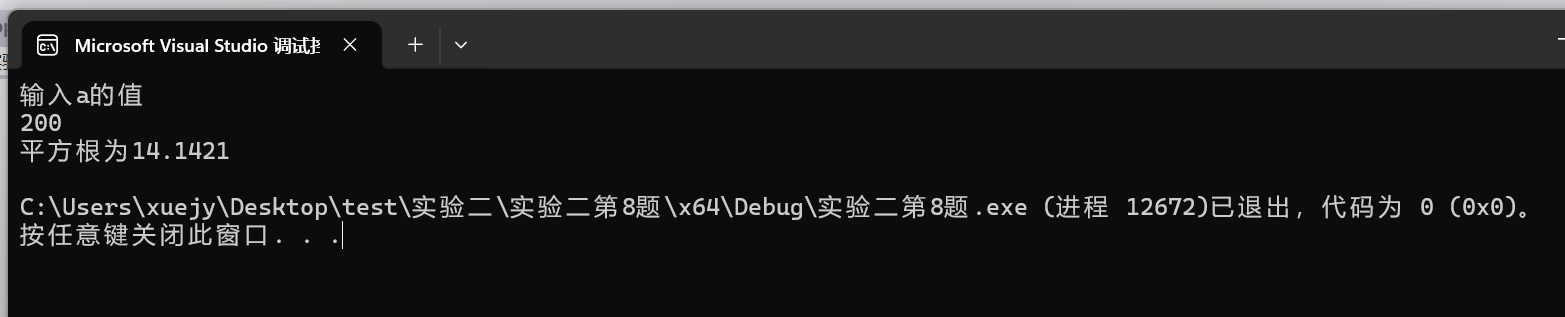 Microsoft Visual Studio 调试
输入a的值
200
平方根为14.1421
C:\Users\xuejy\Desktop\test\实验二\实验二第8题\x64\Debug\实验二第8题.exe (进程 12672)已退出，代码为 0 (0x0)。
按任意键关闭此窗口. . .